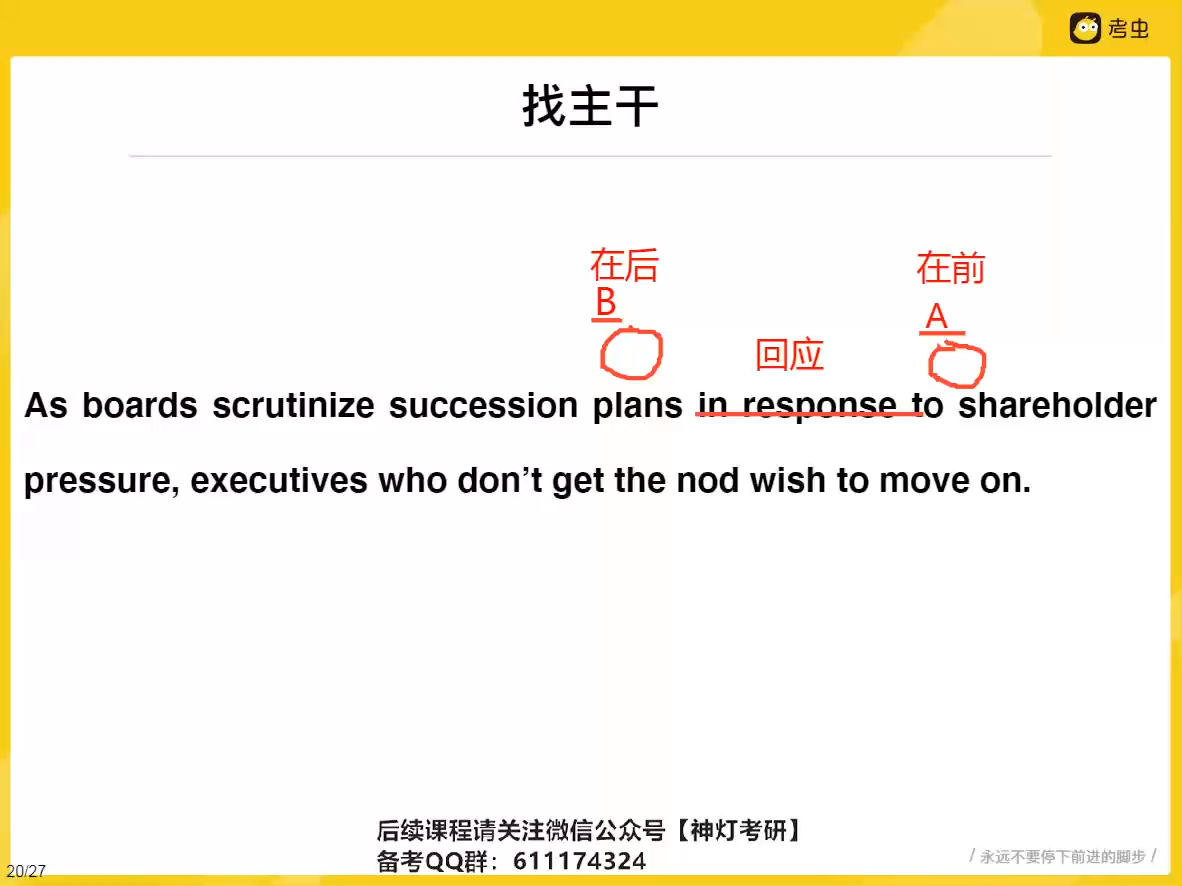 考虫
找主干
在后
在前
B
A
回应
As boards scrutinize succession plans in response to shareholder
pressure, executives who don’t get the nod wish to move on.
后续课程请关注微信公众号【神灯考研】
备考QQ群：611174324
/ 永远不要停下前进的脚步 /
20/27